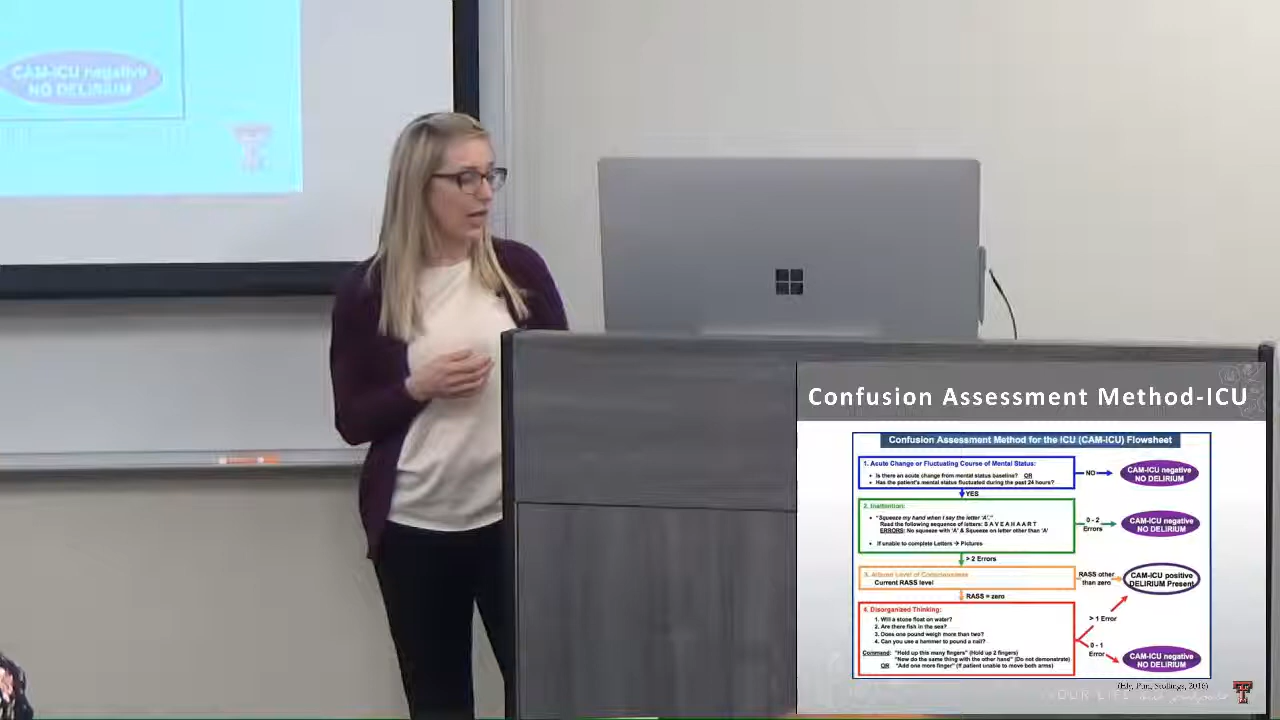 CAM-ICU negative
NO DELIRIUM
Confusion Assessment Method-ICU
Confusion Assessment Method for the ICU (CAM-ICU) Flowsheet
1. Acute Change or Fluctuating Course of Mental Status:
• Is there an acute change from mental status baseline? OR
• Has the patient's mental status fluctuated during the past 24 hours?
NO
CAM-ICU negative
NO DELIRIUM
YES
2. Inattention:
• "Squeeze my hand when I say the letter 'A'."
Read the following sequence of letters: S A V E A H A A R T
ERRORS: No squeeze with 'A' & Squeeze on letter other than 'A'
• If unable to complete Letters → Pictures
0 - 2
Errors
CAM-ICU negative
NO DELIRIUM
> 2 Errors
3. Altered Level of Consciousness
Current RASS level
RASS other
than zero
CAM-ICU positive
DELIRIUM Present
RASS = zero
4. Disorganized Thinking:
1. Will a stone float on water?
2. Are there fish in the sea?
3. Does one pound weigh more than two?
4. Can you use a hammer to pound a nail?
Command: "Hold up this many fingers" (Hold up 2 fingers)
"Now do the same thing with the other hand" (Do not demonstrate)
OR "Add one more finger" (If patient unable to move both arms)
> 1 Error
0 - 1
Error
CAM-ICU negative
NO DELIRIUM